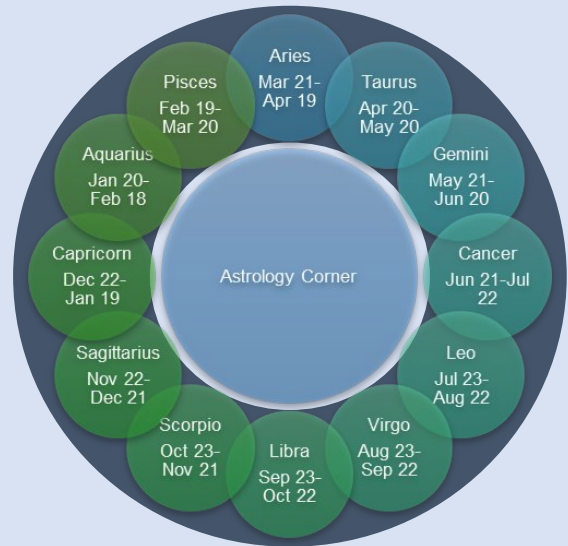 Aries
Mar 21-
Apr 19
Taurus
Apr 20-
May 20
Gemini
May 21-
Jun 20
Cancer
Jun 21-Jul
22
Leo
Jul 23-
Aug 22
Virgo
Aug 23-
Sep 22
Libra
Sep 23-
Oct 22
Scorpio
Oct 23-
Nov 21
Sagittarius
Nov 22-
Dec 21
Capricorn
Dec 22-
Jan 19
Aquarius
Jan 20-
Feb 18
Pisces
Feb 19-
Mar 20
Astrology Corner